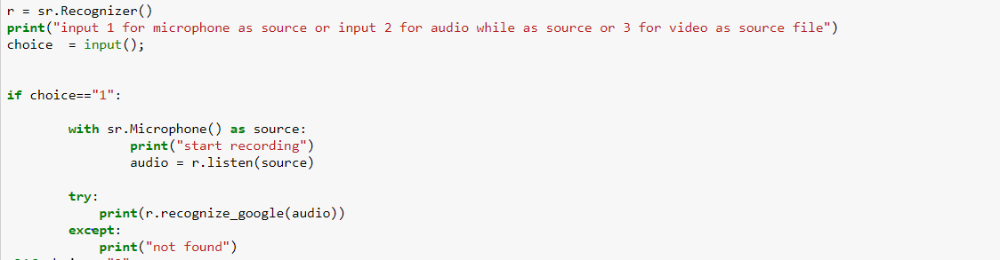 r = sr.Recognizer()
print("input 1 for microphone as source or input 2 for audio while as source or 3 for video as source file")
choice  = input();
if choice=="1":
with sr.Microphone() as source:
print("start recording")
audio = r.listen(source)
try:
print(r.recognize_google(audio))
except:
print("not found")